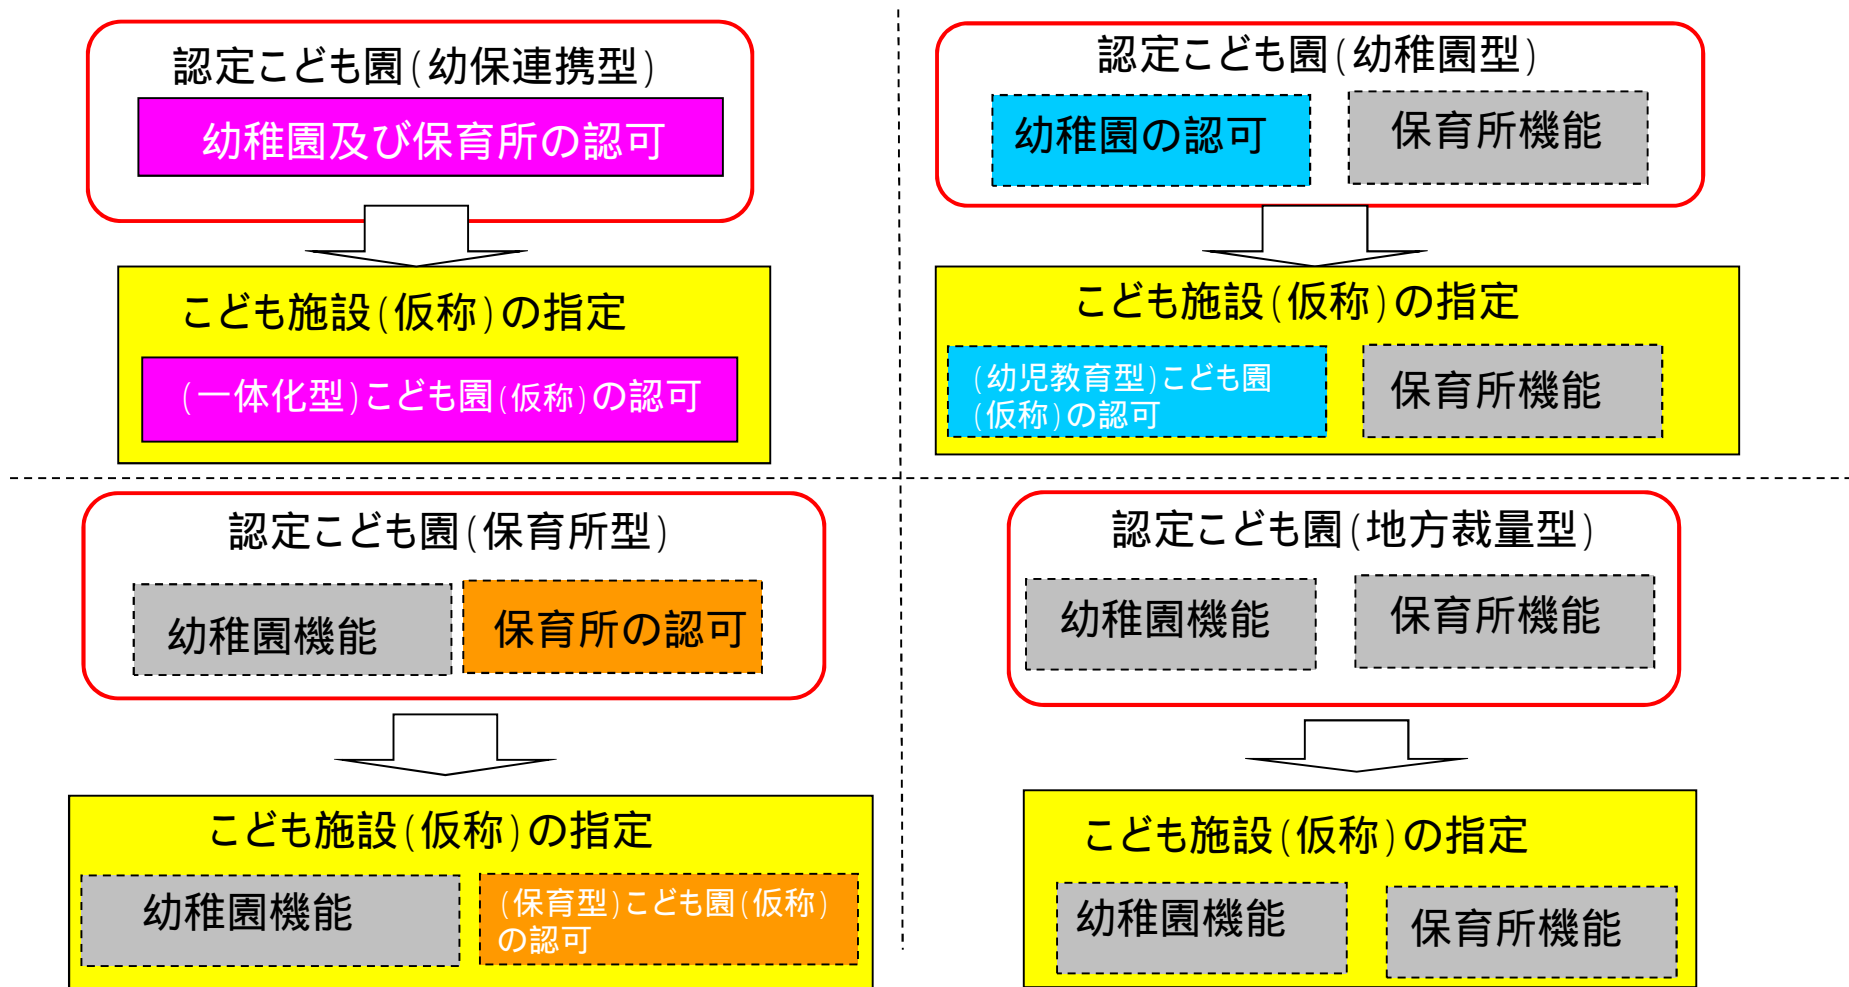 認定こども園(幼保連携型)
幼稚園及び保育所の認可
こども施設(仮称)の指定
(一体化型)こども園(仮称)の認可
認定こども園(幼稚園型)
幼稚園の認可
保育所機能
こども施設(仮称)の指定
(幼児教育型)こども園
(仮称)の認可
保育所機能
認定こども園(保育所型)
幼稚園機能
保育所の認可
こども施設(仮称)の指定
幼稚園機能
(保育型)こども園(仮称)
の認可
認定こども園(地方裁量型)
幼稚園機能
保育所機能
こども施設(仮称)の指定
幼稚園機能
保育所機能